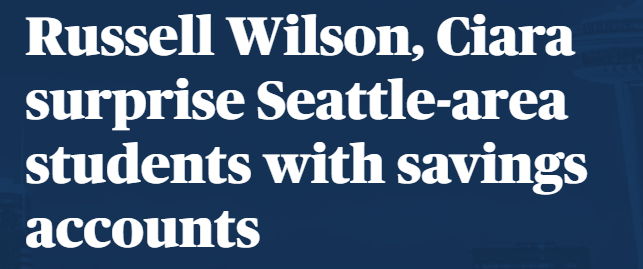 Russell Wilson, Ciara
surprise Seattle-area
students with savings
accounts